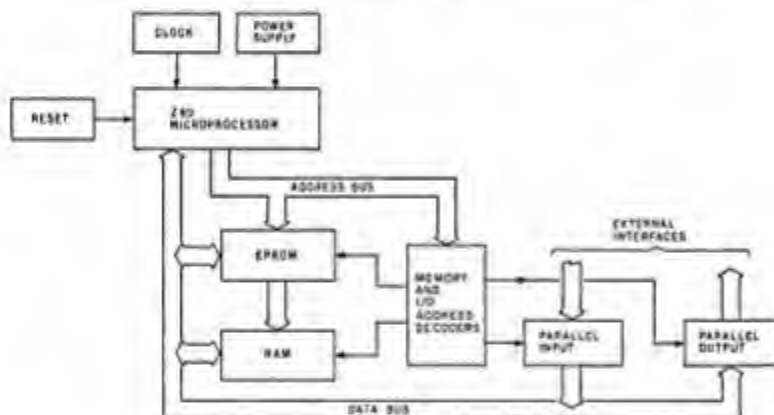 CLOCK
POWER
SUPPLY
RESET
Z80
MICROPROCESSOR
ADDRESS BUS
EXTERNAL
INTERFACES
EPROM
MEMORY
AND
I/O
ADDRESS
DECODERS
RAM
PARALLEL
INPUT
PARALLEL
OUTPUT
DATA BUS